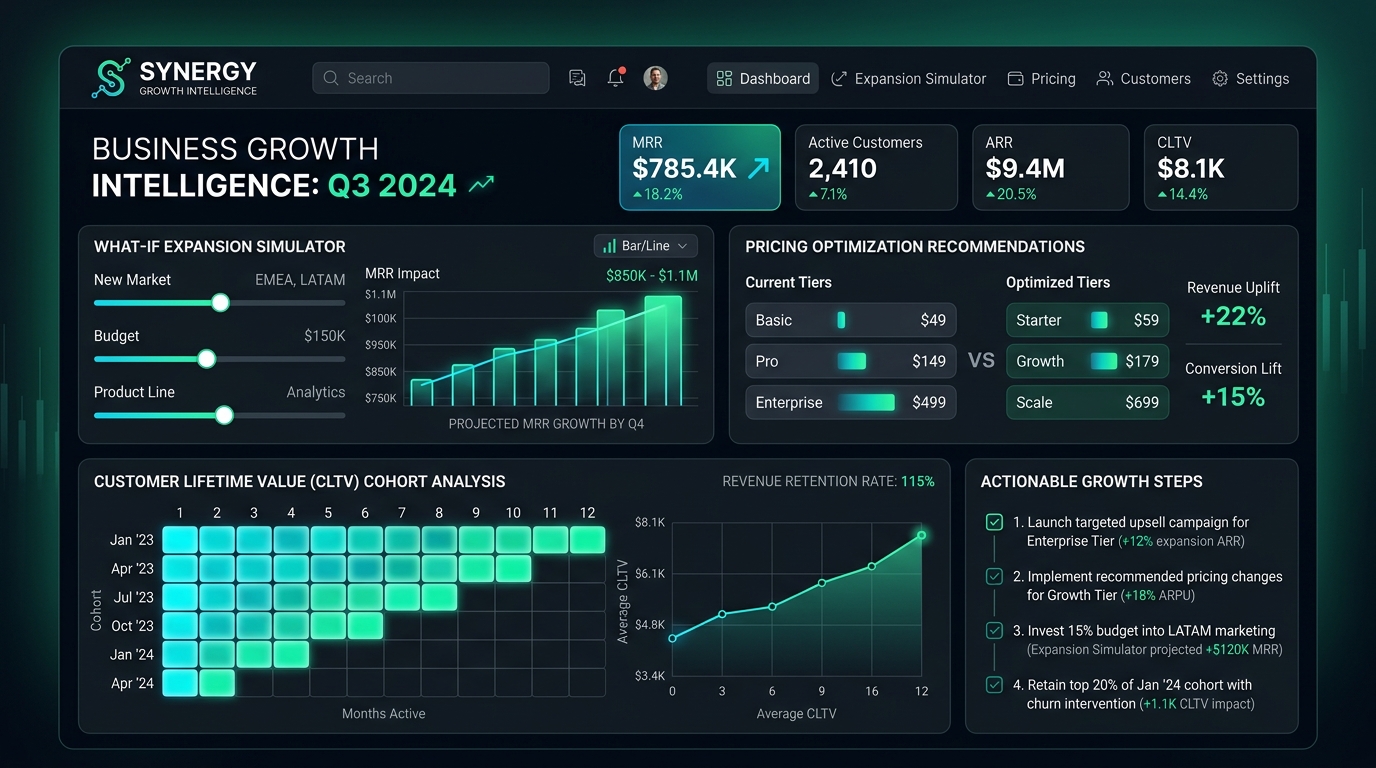 SYNERGY
GROWTH INTELLIGENCE
Search
Dashboard
Expansion Simulator
Pricing
Customers
Settings
BUSINESS GROWTH
INTELLIGENCE: Q3 2024
MRR
$785.4K
18.2%
Active Customers
2,410
7.1%
ARR
$9.4M
20.5%
CLTV
$8.1K
14.4%
WHAT-IF EXPANSION SIMULATOR
Bar/Line
New Market EMEA, LATAM
Budget $150K
Product Line Analytics
MRR Impact $850K - $1.1M
$1.1M
$100K
$950K
$850K
$750K
PROJECTED MRR GROWTH BY Q4
PRICING OPTIMIZATION RECOMMENDATIONS
Current Tiers
Basic $49
Pro $149
Enterprise $499
VS
Optimized Tiers
Starter $59
Growth $179
Scale $699
Revenue Uplift
+22%
Conversion Lift
+15%
CUSTOMER LIFETIME VALUE (CLTV) COHORT ANALYSIS
REVENUE RETENTION RATE: 115%
1 2 3 4 5 6 7 8 9 10 11 12
Cohort
Jan '23
Apr '23
Jul '23
Oct '23
Jan '24
Apr '24
Months Active
Average CLTV
$8.1K
$6.1K
$4.8K
$3.4K
0 3 6 9 16 12
Average CLTV
ACTIONABLE GROWTH STEPS
1. Launch targeted upsell campaign for
Enterprise Tier (+12% expansion ARR)
2. Implement recommended pricing changes
for Growth Tier (+18% ARPU)
3. Invest 15% budget into LATAM marketing
(Expansion Simulator projected +$120K MRR)
4. Retain top 20% of Jan '24 cohort with
churn intervention (+1.1K CLTV impact)